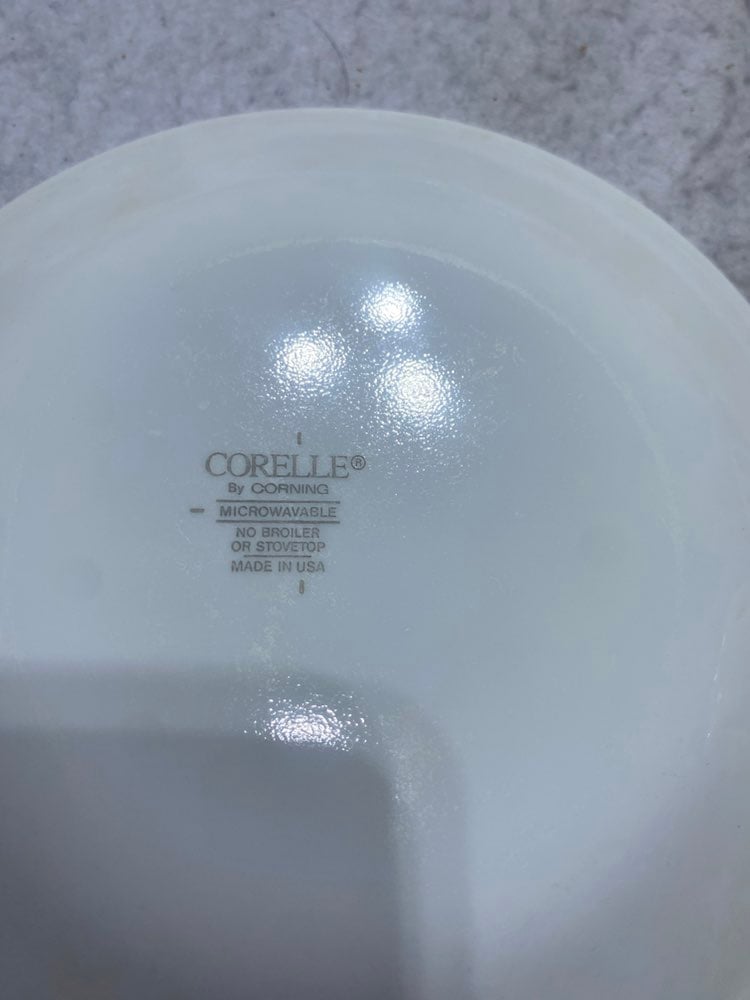 CORELLE®
By CORNING
MICROWAVABLE
NO BROILER
OR STOVETOP
MADE IN USA